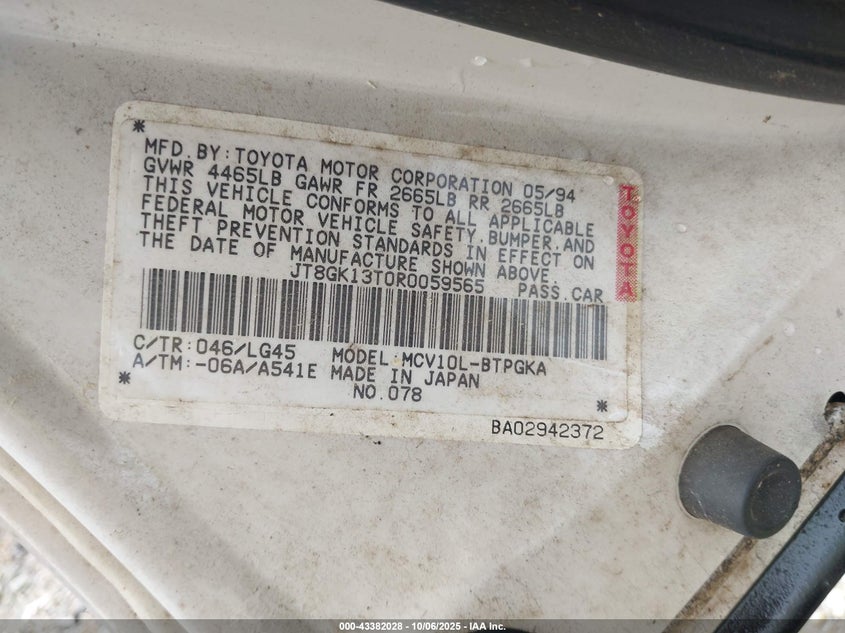 *
MFD.BY:TOYOTA MOTOR CORPORATION 05/94
GVWR 4465LB GAWR FR 2665LB RR 2665LB
THIS VEHICLE CONFORMS TO ALL APPLICABLE
FEDERAL MOTOR VEHICLE SAFETY,BUMPER,AND
THEFT PREVENTION STANDARDS IN EFFECT ON
THE DATE OF MANUFACTURE SHOWN ABOVE.
JT8GK13T0R0059565 PASS.CAR
TOYOTA
C/TR:046/LG45 MODEL:MCV10L-BTPGKA
A/TM:-06A/A541E MADE IN JAPAN
* NO.078 *
BA02942372
000-43382028 - 10/06/2025 - IAA Inc.